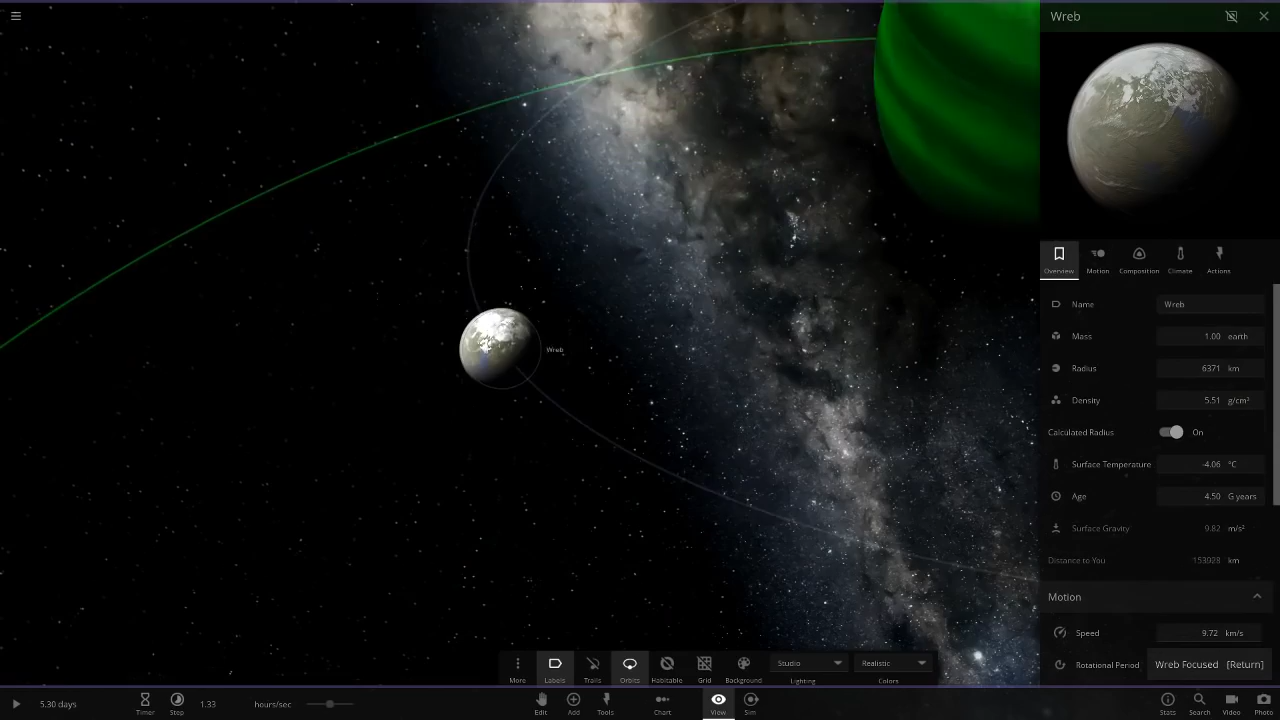 Wreb
Overview
Motion
Composition
Climate
Actions
Name
Wreb
Mass
1.00 earth
Radius
6371 km
Density
5.51 g/cm³
Calculated Radius
On
Surface Temperature
-4.06 °C
Age
4.50 G years
Surface Gravity
9.82 m/s²
Distance to You
153928 km
Motion
Speed
9.72 km/s
Rotational Period
Wreb Focused [Return]
Wreb
More
Labels
Trails
Orbits
Habitable
Grid
Background
Studio
Lighting
Realistic
Colors
5.30 days
Timer
Step
1.33
hours/sec
Edit
Add
Tools
Chart
View
Sim
Stats
Search
Video
Photo